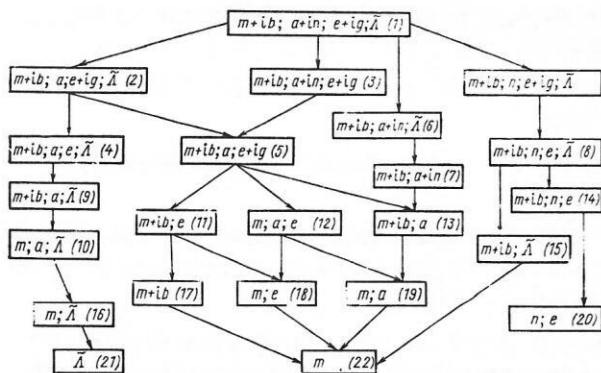 m+ib; a+in; e+ig; Λ̃ (1)
m+ib; a;e+ig; Λ̃ (2)
m+ib; a+in; e+ig (3)
m+ib; n; e+ig; Λ̃
m+ib; a+in; Λ̃(6)
m+ib; a; e; Λ̃ (4)
m+ib; a; e+ig (5)
m+ib; n; e; Λ̃ (8)
m+ib; a; Λ̃(9)
m+ib; a+in(7)
m+ib; n; e (14)
m; a; Λ̃ (10)
m+ib; e (11)
m; a; e (12)
m+ib; a (13)
m+ib; Λ̃ (15)
m; Λ̃ (16)
m+ib (17)
m; e (18)
m; a (19)
n; e (20)
Λ̃ (21)
m (22)